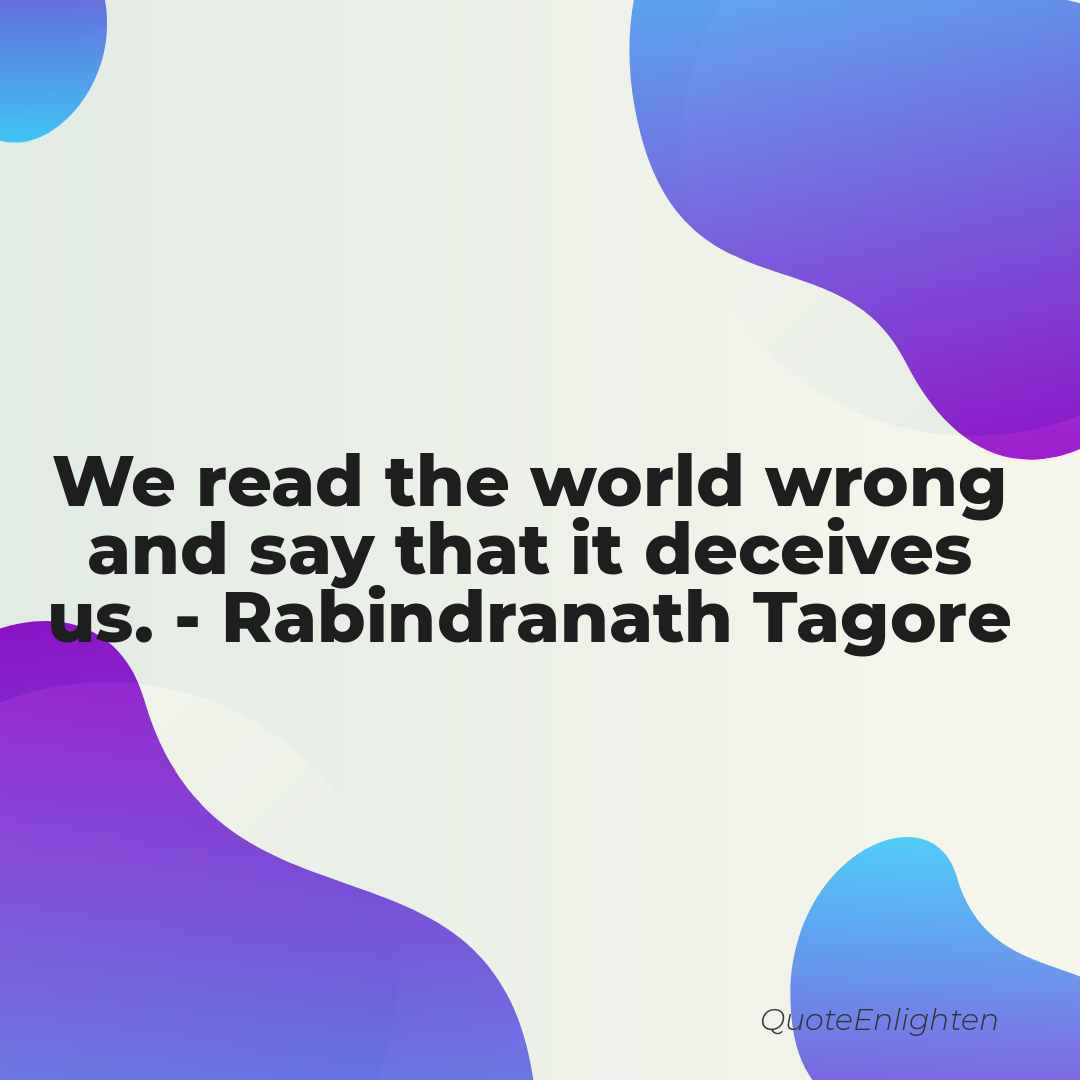 We read the world wrong
and say that it deceives
us. - Rabindranath Tagore
QuoteEnlighten